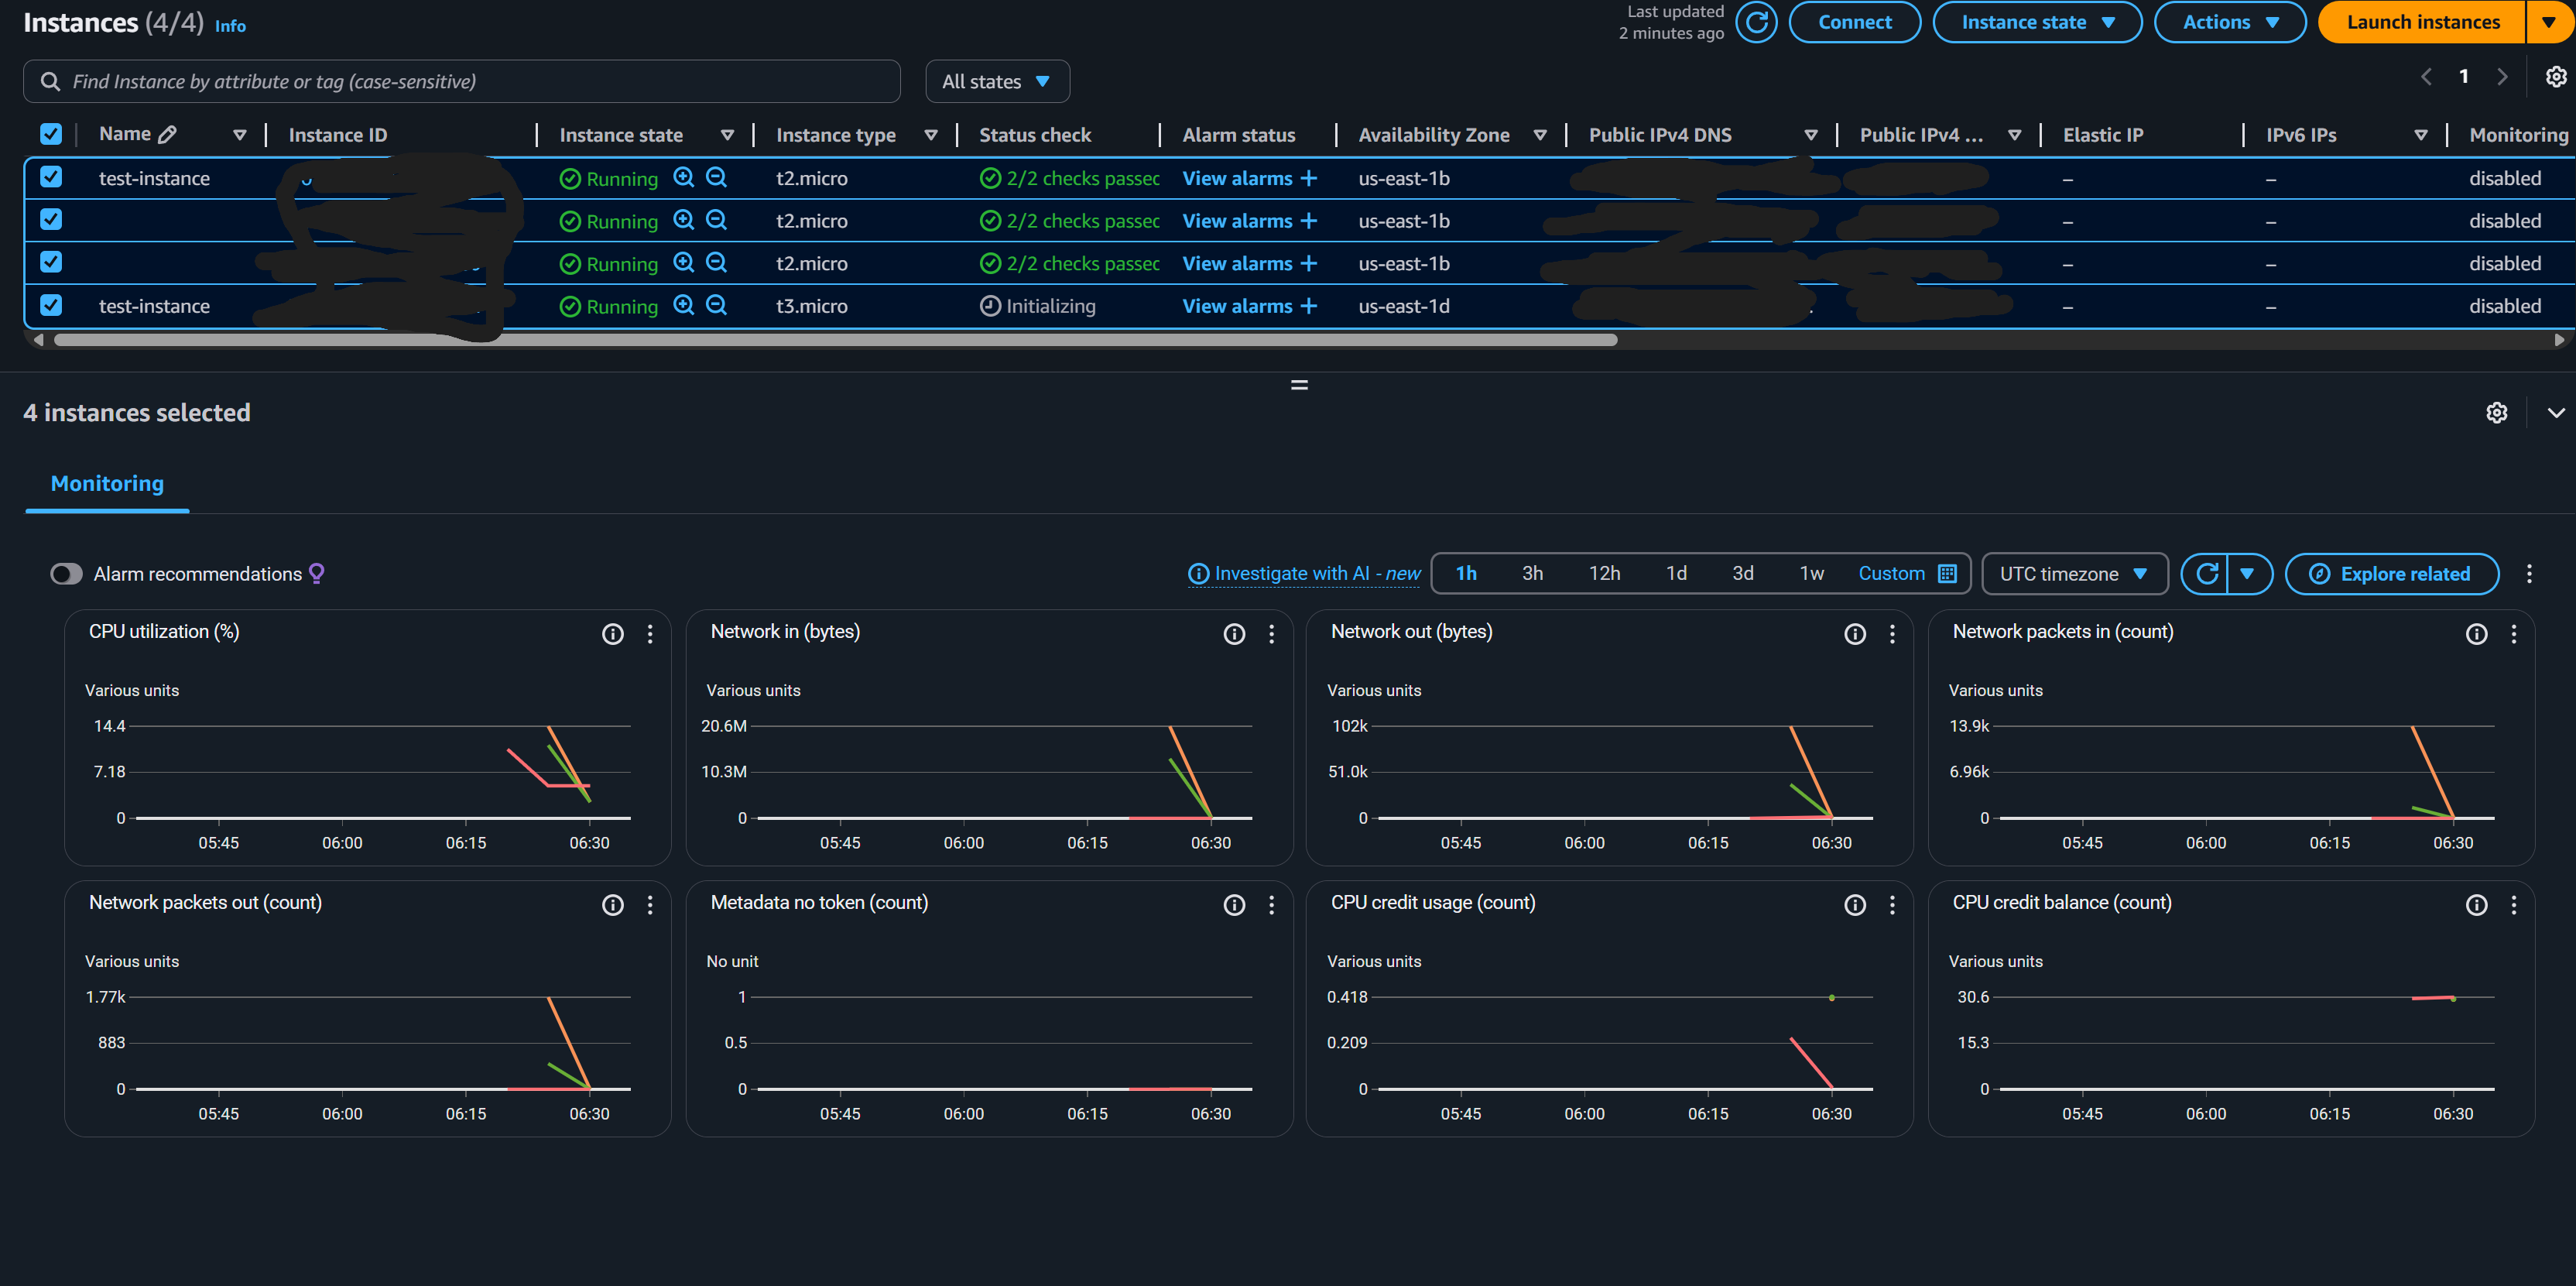 Instances (4/4) Info
Last updated
2 minutes ago
Connect
Instance state
Actions
Launch instances
Find Instance by attribute or tag (case-sensitive)
All states
1
Name Instance ID Instance state Instance type Status check Alarm status Availability Zone Public IPv4 DNS Public IPv4 ... Elastic IP IPv6 IPs Monitoring
test-instance Running t2.micro 2/2 checks passec View alarms + us-east-1b – – disabled
Running t2.micro 2/2 checks passec View alarms + us-east-1b – – disabled
Running t2.micro 2/2 checks passec View alarms + us-east-1b – – disabled
test-instance Running t3.micro Initializing View alarms + us-east-1d – – disabled
4 instances selected
Monitoring
Alarm recommendations
Investigate with AI - new
1h 3h 12h 1d 3d 1w Custom
UTC timezone
Explore related
CPU utilization (%)
Various units
14.4
7.18
0
05:45 06:00 06:15 06:30
Network in (bytes)
Various units
20.6M
10.3M
0
05:45 06:00 06:15 06:30
Network out (bytes)
Various units
102k
51.0k
0
05:45 06:00 06:15 06:30
Network packets in (count)
Various units
13.9k
6.96k
0
05:45 06:00 06:15 06:30
Network packets out (count)
Various units
1.77k
883
0
05:45 06:00 06:15 06:30
Metadata no token (count)
No unit
1
0.5
0
05:45 06:00 06:15 06:30
CPU credit usage (count)
Various units
0.418
0.209
0
05:45 06:00 06:15 06:30
CPU credit balance (count)
Various units
30.6
15.3
0
05:45 06:00 06:15 06:30